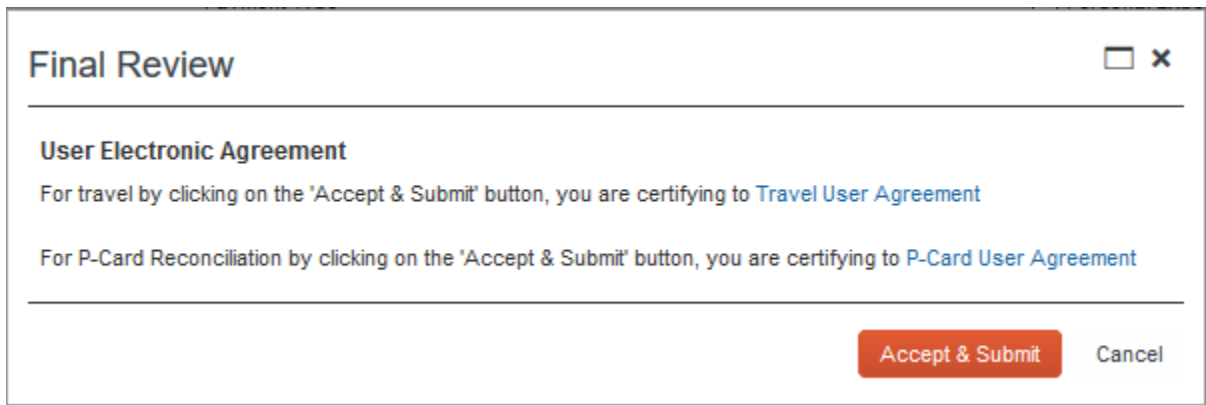 Final Review
User Electronic Agreement
For travel by clicking on the 'Accept & Submit' button, you are certifying to Travel User Agreement
For P-Card Reconciliation by clicking on the 'Accept & Submit' button, you are certifying to P-Card User Agreement
Accept & Submit Cancel